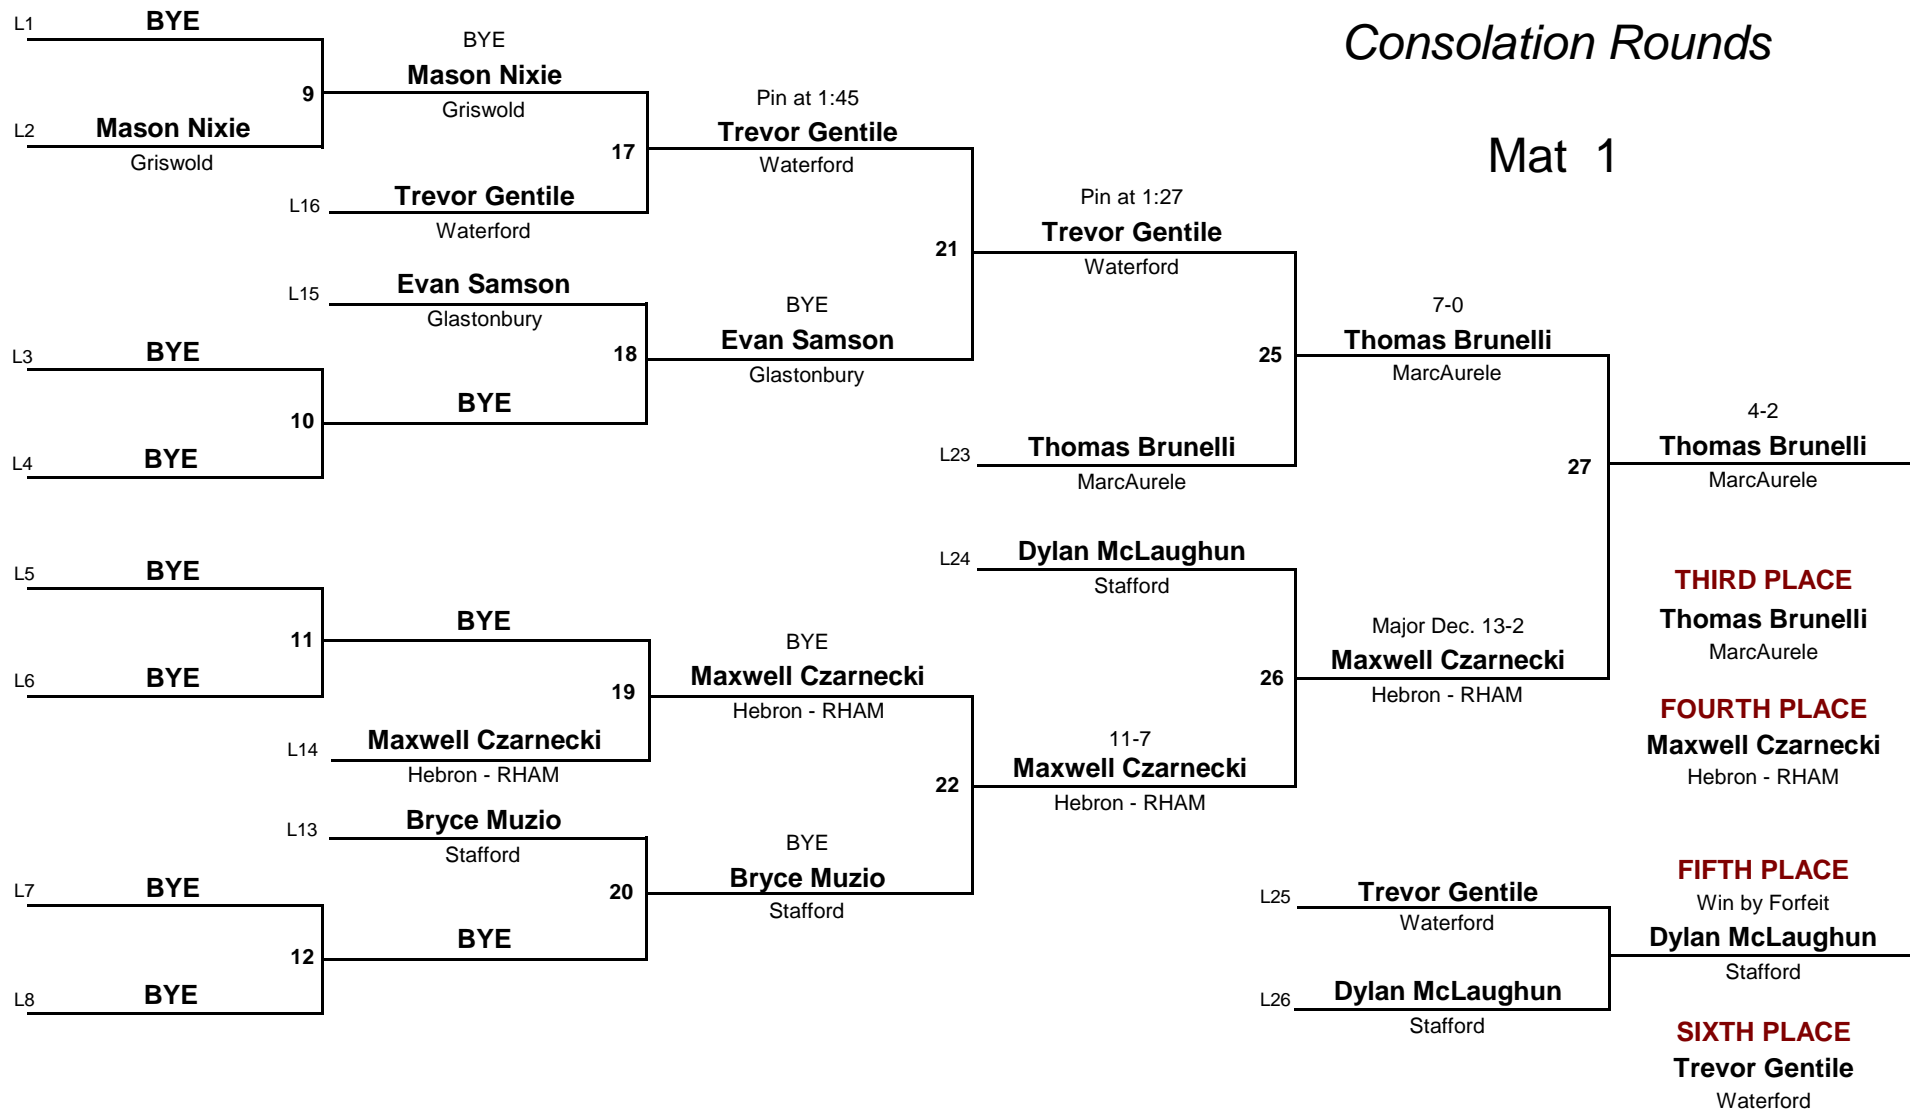 Consolation Rounds
Mat 1
L1 BYE
9
L2 Mason Nixie
Griswold
BYE
Mason Nixie
Griswold
17
L16 Trevor Gentile
Waterford
Pin at 1:45
Trevor Gentile
Waterford
L15 Evan Samson
Glastonbury
18
L3 BYE
10
L4 BYE
BYE
BYE
Evan Samson
Glastonbury
21
Pin at 1:27
Trevor Gentile
Waterford
25
L23 Thomas Brunelli
MarcAurele
7-0
Thomas Brunelli
MarcAurele
27
4-2
Thomas Brunelli
MarcAurele
L5 BYE
11
L6 BYE
BYE
19
L14 Maxwell Czarnecki
Hebron - RHAM
BYE
Maxwell Czarnecki
Hebron - RHAM
22
L13 Bryce Muzio
Stafford
20
L7 BYE
12
L8 BYE
BYE
BYE
Bryce Muzio
Stafford
L24 Dylan McLaughun
Stafford
26
11-7
Maxwell Czarnecki
Hebron - RHAM
Major Dec. 13-2
Maxwell Czarnecki
Hebron - RHAM
THIRD PLACE
Thomas Brunelli
MarcAurele
FOURTH PLACE
Maxwell Czarnecki
Hebron - RHAM
L25 Trevor Gentile
Waterford
L26 Dylan McLaughun
Stafford
FIFTH PLACE
Win by Forfeit
Dylan McLaughun
Stafford
SIXTH PLACE
Trevor Gentile
Waterford